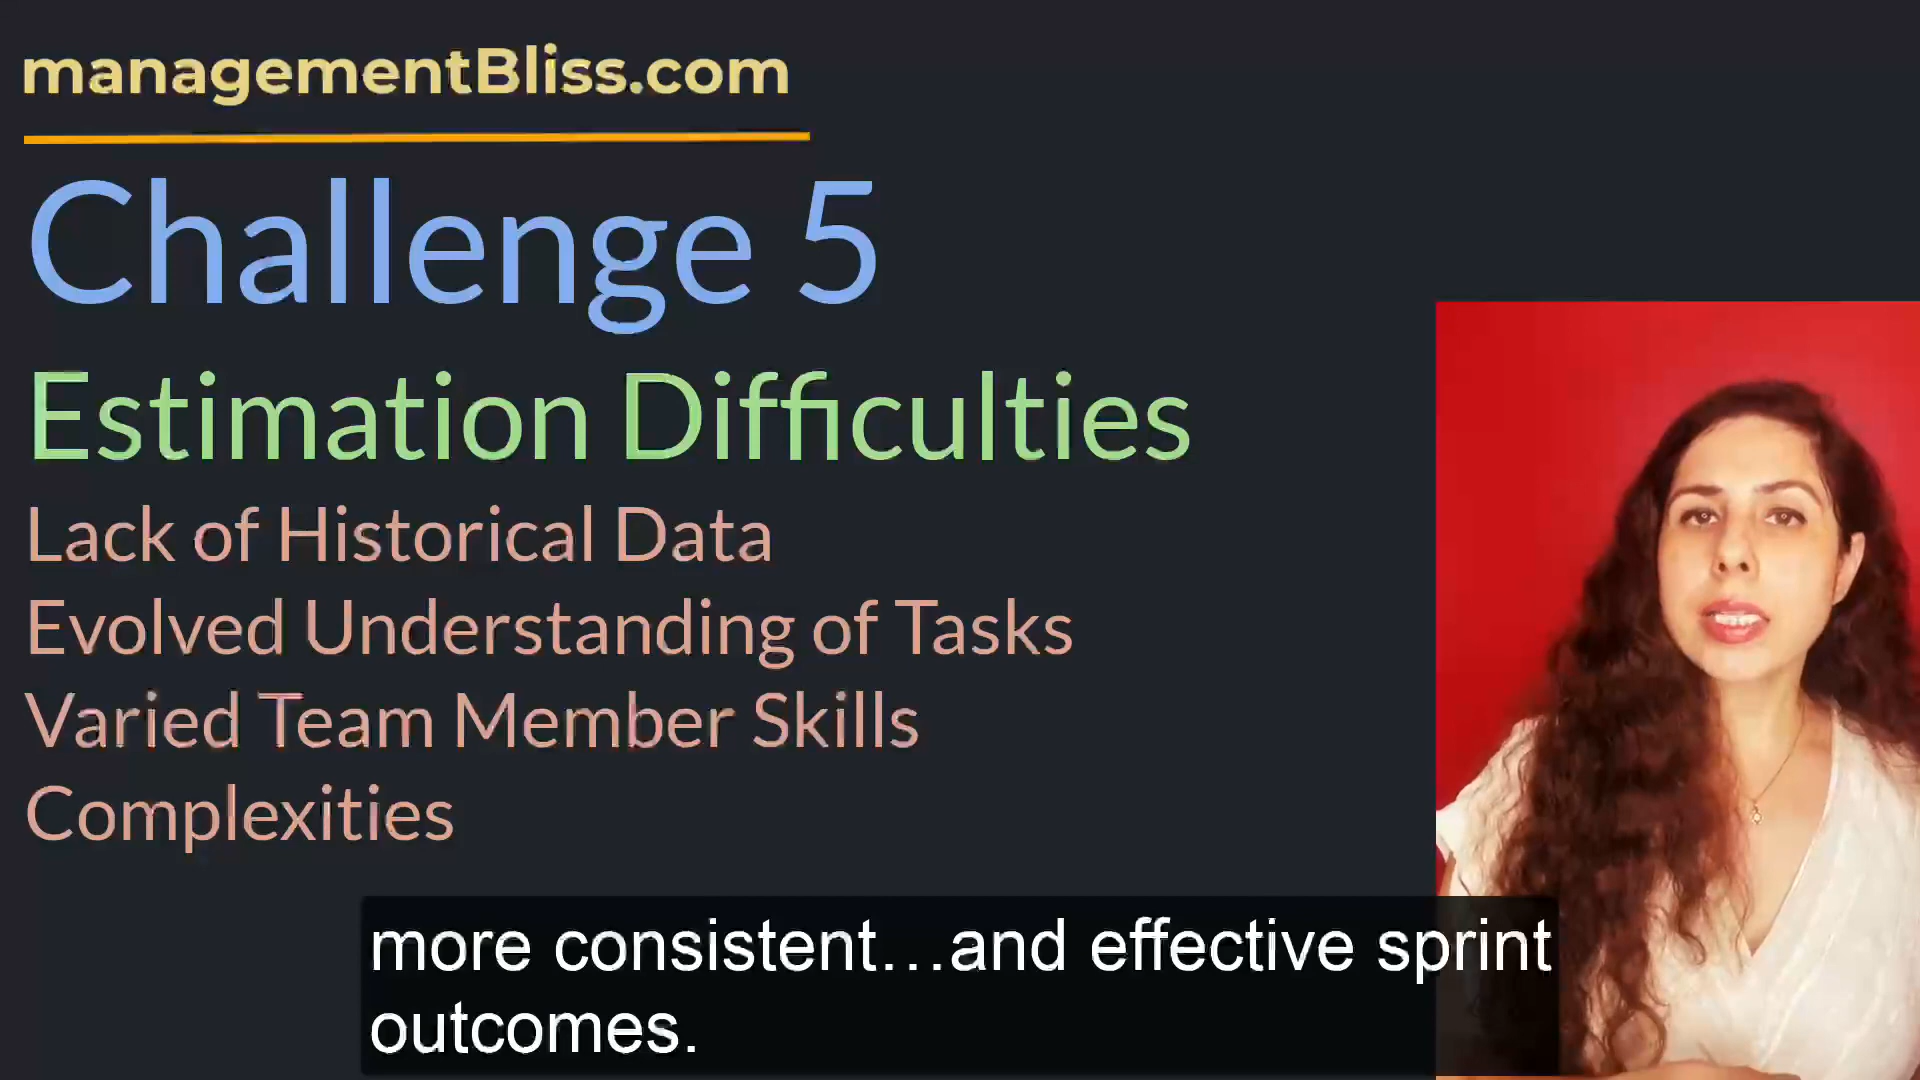 managementBliss.com
Challenge 5
Estimation Difficulties
Lack of Historical Data
Evolved Understanding of Tasks
Varied Team Member Skills
Complexities
more consistent…and effective sprint
outcomes.